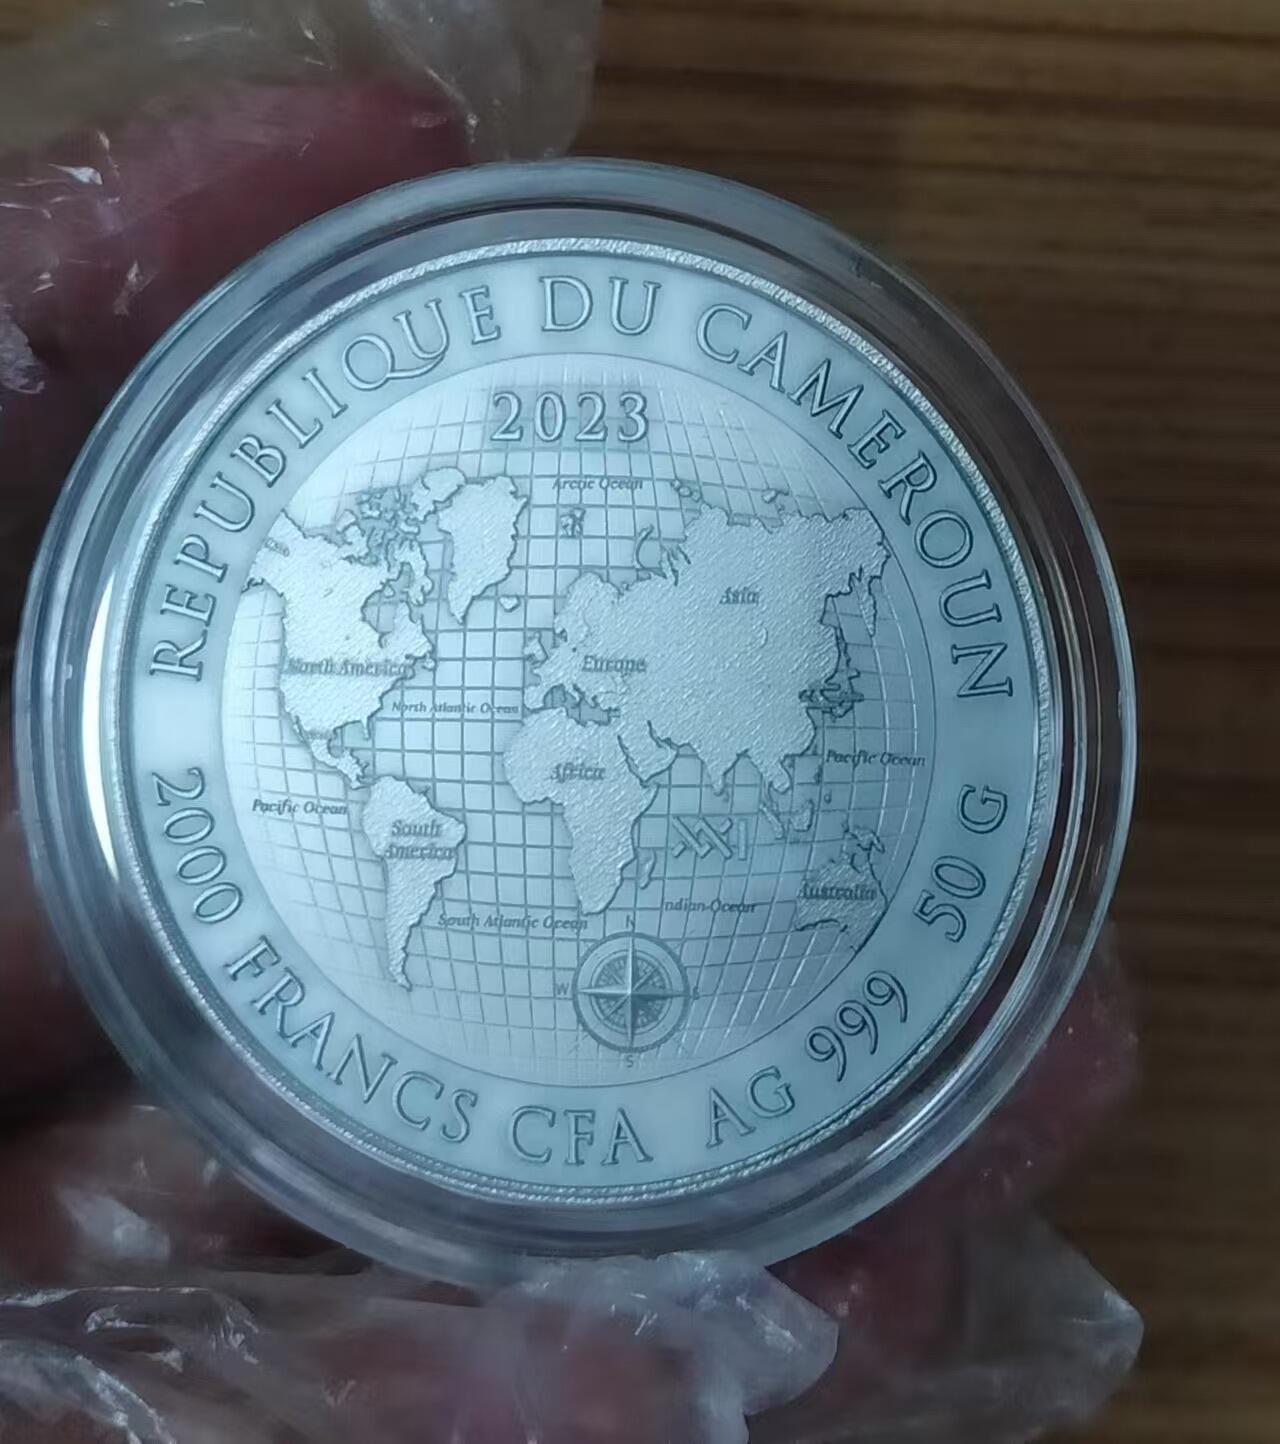 REPUBLIQUE DU CAMEROUN
2023
Arctic Ocean
Asia
North America
Europe
North Atlantic Ocean
Africa
Pacific Ocean
Pacific Ocean
South
America
Australia
South Atlantic Ocean
Indian Ocean
N
W
S
2000 FRANCS CFA AG 999 50 G